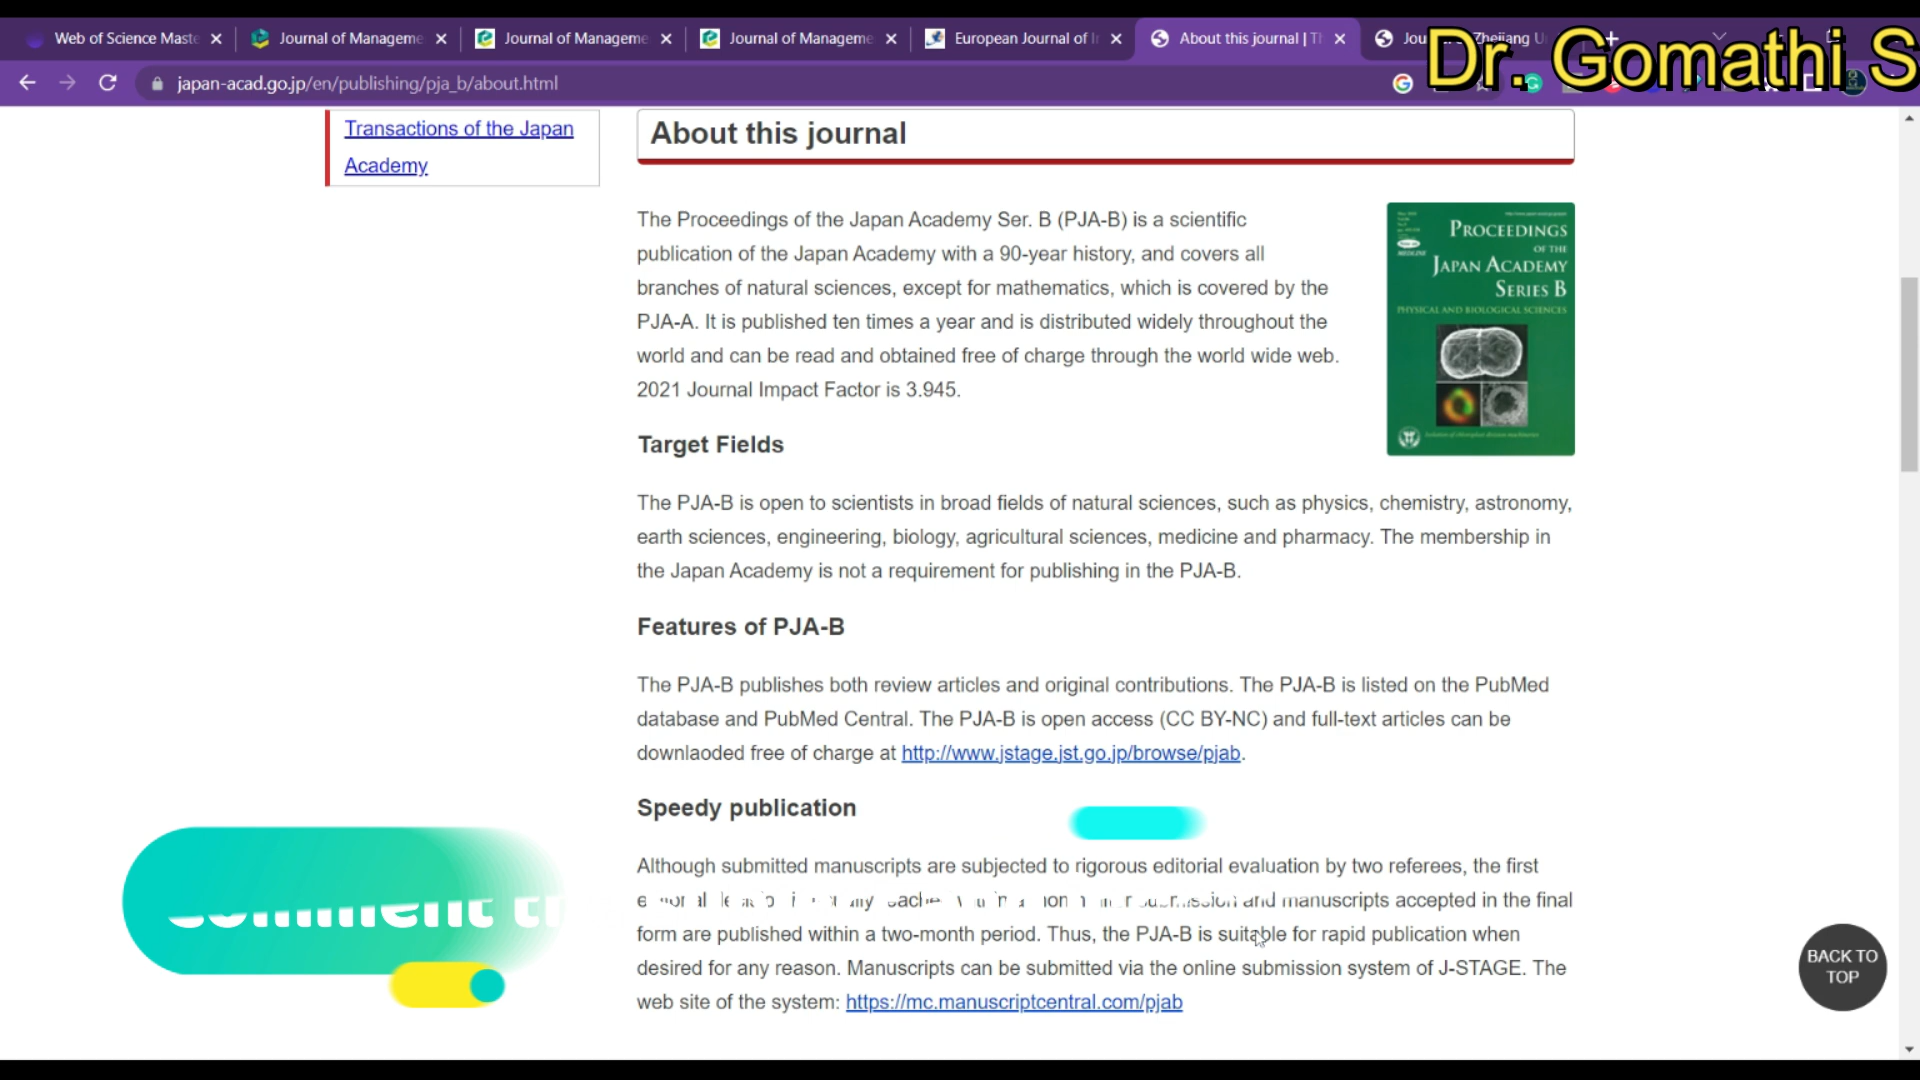 Web of Science Maste
Journal of Manageme
Journal of Manageme
Journal of Manageme
European Journal of I
About this journal | Th
Zhejiang U
Dr. Gomathi S
japan-acad.go.jp/en/publishing/pja_b/about.html
Transactions of the Japan
Academy
About this journal
The Proceedings of the Japan Academy Ser. B (PJA-B) is a scientific
publication of the Japan Academy with a 90-year history, and covers all
branches of natural sciences, except for mathematics, which is covered by the
PJA-A. It is published ten times a year and is distributed widely throughout the
world and can be read and obtained free of charge through the world wide web.
2021 Journal Impact Factor is 3.945.
PROCEEDINGS
OF THE
JAPAN ACADEMY
SERIES B
PHYSICAL AND BIOLOGICAL SCIENCES
Target Fields
The PJA-B is open to scientists in broad fields of natural sciences, such as physics, chemistry, astronomy,
earth sciences, engineering, biology, agricultural sciences, medicine and pharmacy. The membership in
the Japan Academy is not a requirement for publishing in the PJA-B.
Features of PJA-B
The PJA-B publishes both review articles and original contributions. The PJA-B is listed on the PubMed
database and PubMed Central. The PJA-B is open access (CC BY-NC) and full-text articles can be
downlaoded free of charge at http://www.jstage.jst.go.jp/browse/pjab.
Speedy publication
Although submitted manuscripts are subjected to rigorous editorial evaluation by two referees, the first
and manuscripts accepted in the final
form are published within a two-month period. Thus, the PJA-B is suitable for rapid publication when
desired for any reason. Manuscripts can be submitted via the online submission system of J-STAGE. The
web site of the system: https://mc.manuscriptcentral.com/pjab
BACK TO
TOP